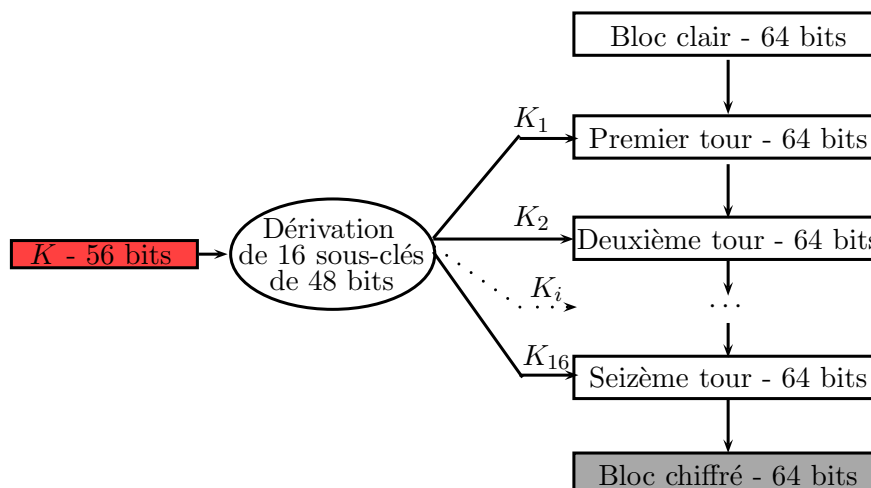 Bloc clair - 64 bits
K₁
Premier tour - 64 bits
Dérivation
de 16 sous-clés
de 48 bits
K - 56 bits
K₂
Deuxième tour - 64 bits
Kᵢ
...
K₁₆
Seizème tour - 64 bits
Bloc chiffré - 64 bits